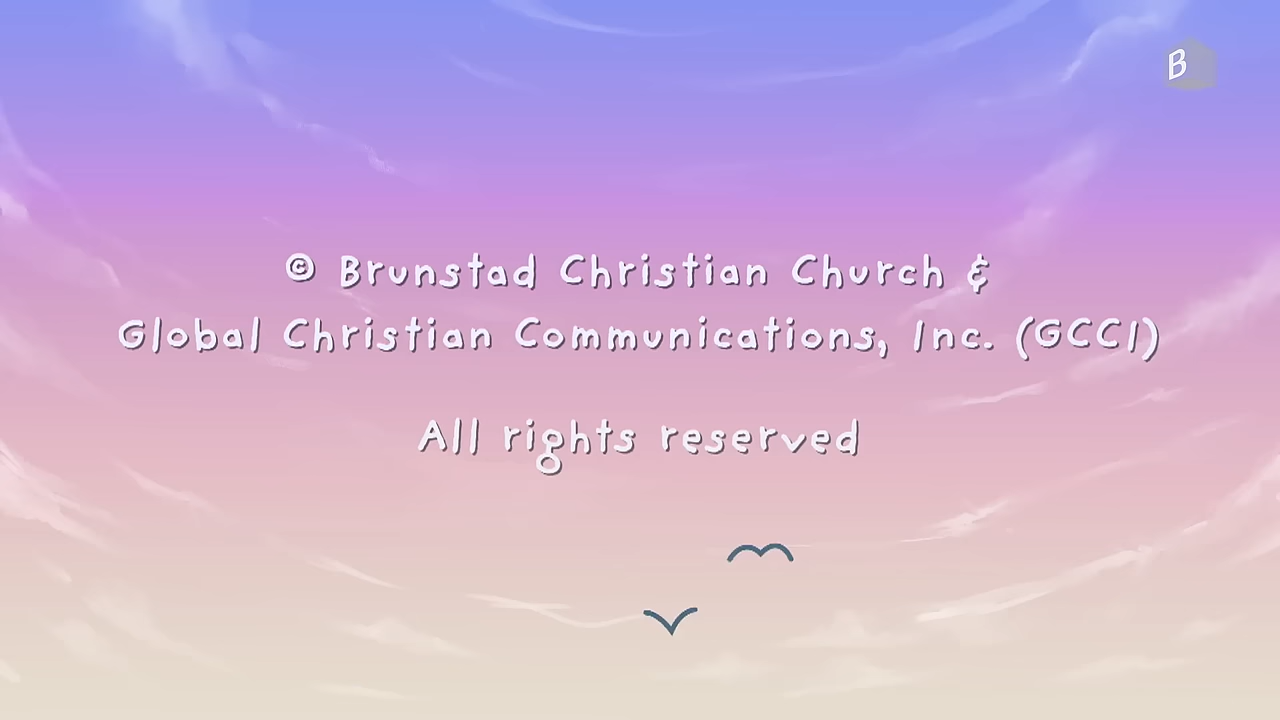 B
© Brunstad Christian Church &
Global Christian Communications, Inc. (GCCI)
All rights reserved